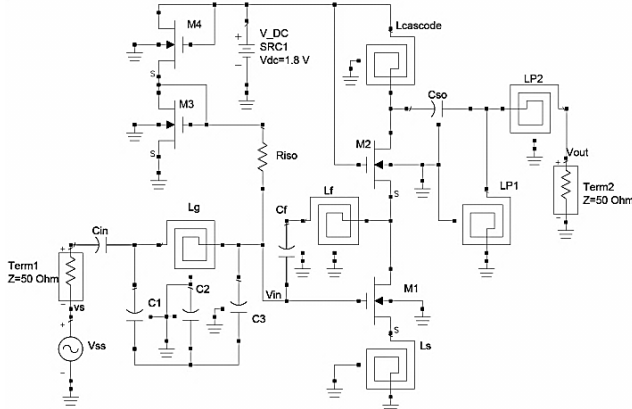 M4
V_DC
SRC1
Vdc=1.8 V
Lcascode
S
M3
S
Riso
Cso
LP2
M2
S
Vout
Term2
Z=50 Ohm
LP1
Cf
Lf
Cin
Lg
Term1
Z=50 Ohm
vs
Vss
C1
C2
C3
Vin
M1
S
Ls